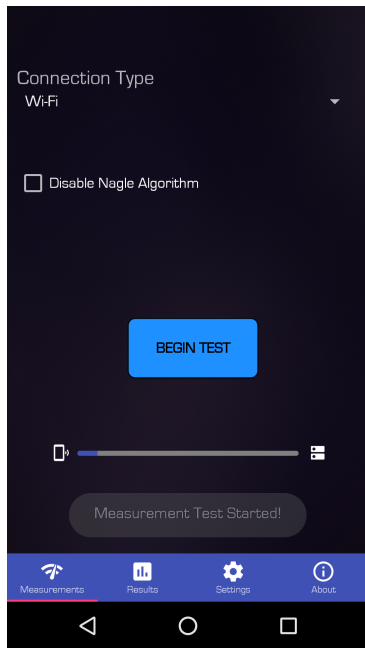 Connection Type
Wi-Fi
Disable Nagle Algorithm
BEGIN TEST
Measurement Test Started!
Measurements
Results
Settings
About